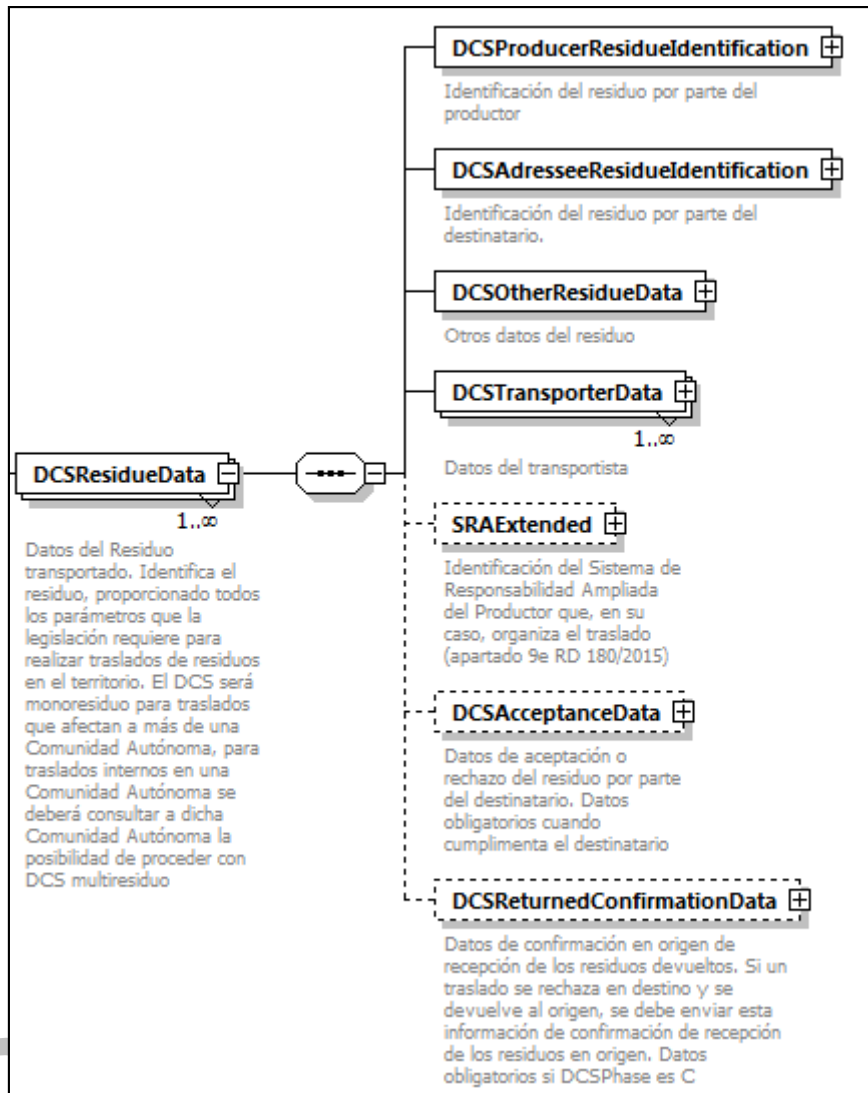 DCSProducerResidueIdentification
Identificación del residuo por parte del
productor
DCSAdresseeResidueIdentification
Identificación del residuo por parte del
destinatario.
DCSOtherResidueData
Otros datos del residuo
DCSTransporterData
1..∞
Datos del transportista
DCSResidueData
1..∞
Datos del Residuo
transportado. Identifica el
residuo, proporcionado todos
los parámetros que la
legislación requiere para
realizar traslados de residuos
en el territorio. El DCS será
monoresiduo para traslados
que afectan a más de una
Comunidad Autónoma, para
traslados internos en una
Comunidad Autónoma se
deberá consultar a dicha
Comunidad Autónoma la
posibilidad de proceder con
DCS multiresiduo
SRAExtended
Identificación del Sistema de
Responsabilidad Ampliada
del Productor que, en su
caso, organiza el traslado
(apartado 9e RD 180/2015)
DCSAcceptanceData
Datos de aceptación o
rechazo del residuo por parte
del destinatario. Datos
obligatorios cuando
cumplimenta el destinatario
DCSReturnedConfirmationData
Datos de confirmación en origen de
recepción de los residuos devueltos. Si un
traslado se rechaza en destino y se
devuelve al origen, se debe enviar esta
información de confirmación de recepción
de los residuos en origen. Datos
obligatorios si DCSPhase es C